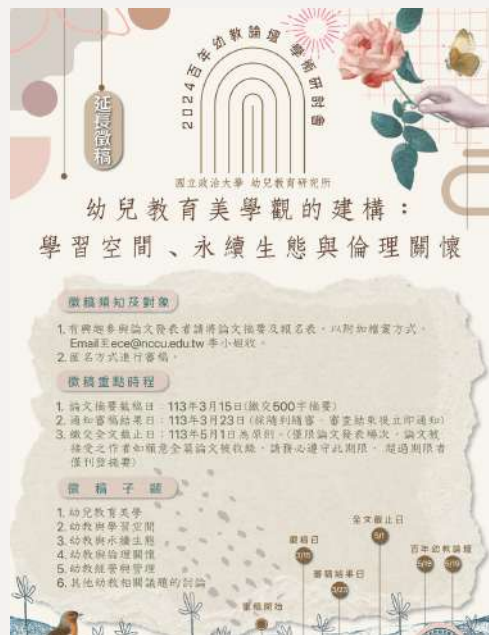 2024百年幼教論壇 學術研討會
延長徵稿
國立政治大學 幼兒教育研究所
幼兒教育美學觀的建構：
學習空間、永續生態與倫理關懷
徵稿須知及對象
1. 有興趣參與論文發表者請將論文摘要及報名表，以附加檔案方式，
Email至ece@nccu.edu.tw 李小姐收。
2. 匿名方式進行審稿。
徵稿重點時程
1. 論文摘要截稿日：113年3月15日(繳交500字摘要)
2. 通知審稿結果日：113年3月23日(採隨到隨審，審查結束後立即通知)
3. 繳交全文截止日：113年5月1日為原則。(僅限論文發表場次，論文被
接受之作者如願意全篇論文被收錄，請務必遵守此期限，超過期限者
僅刊登摘要)
徵稿子題
1. 幼兒教育美學
2. 幼教與學習空間
3. 幼教與永續生態
4. 幼教與倫理關懷
5. 幼教經營與管理
6. 其他幼教相關議題的討論
全文截止日
5/1
截稿日
3/15
百年幼教論壇
5/18 5/19
審稿結果日
3/23
徵稿開始